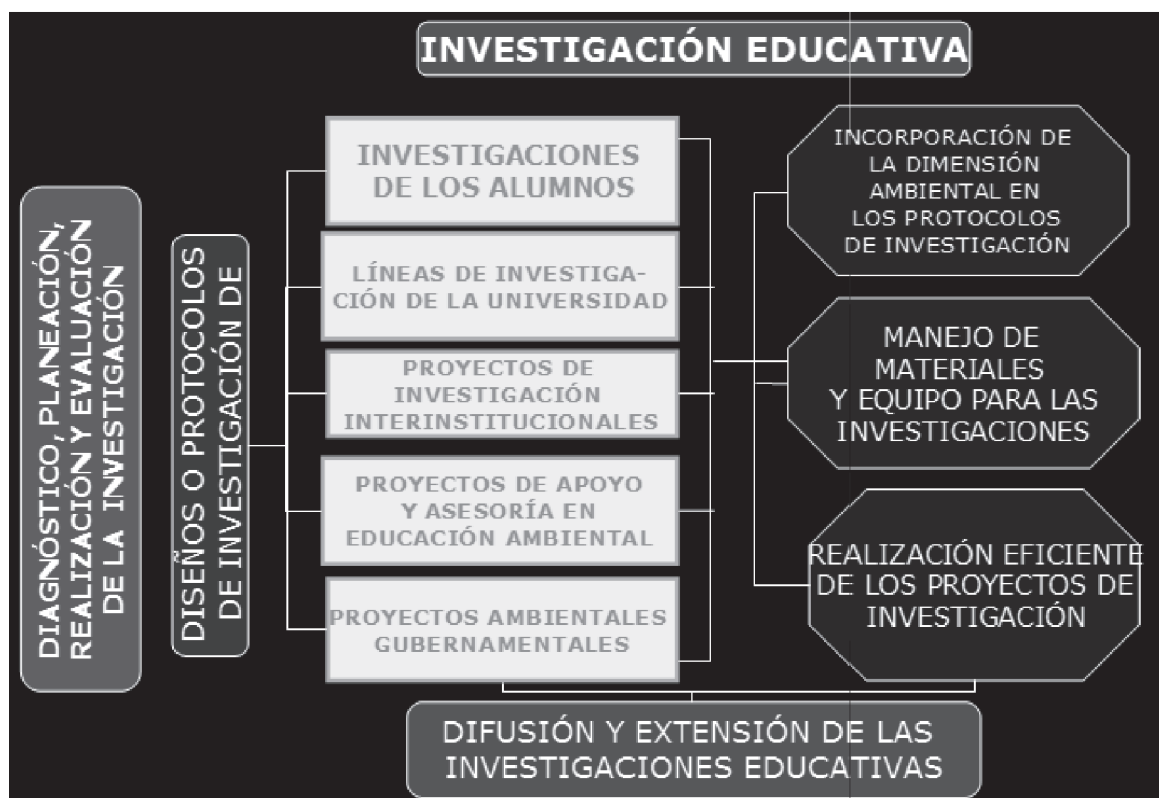 INVESTIGACIÓN EDUCATIVA
DIAGNÓSTICO, PLANEACIÓN,
REALIZACIÓN Y EVALUACIÓN
DE LA INVESTIGACIÓN
DISEÑOS O PROTOCOLOS
DE INVESTIGACIÓN DE
INVESTIGACIONES
DE LOS ALUMNOS
LÍNEAS DE INVESTIGA-
CIÓN DE LA UNIVERSIDAD
PROYECTOS DE
INVESTIGACIÓN
INTERINSTITUCIONALES
PROYECTOS DE APOYO
Y ASESORÍA EN
EDUCACIÓN AMBIENTAL
PROYECTOS AMBIENTALES
GUBERNAMENTALES
INCORPORACIÓN DE
LA DIMENSIÓN
AMBIENTAL EN
LOS PROTOCOLOS
DE INVESTIGACIÓN
MANEJO DE
MATERIALES
Y EQUIPO PARA LAS
INVESTIGACIONES
REALIZACIÓN EFICIENTE
DE LOS PROYECTOS DE
INVESTIGACIÓN
DIFUSIÓN Y EXTENSIÓN DE LAS
INVESTIGACIONES EDUCATIVAS